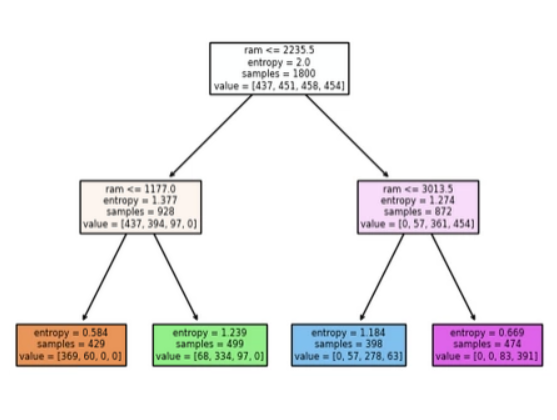 ram <= 2235.5
entropy = 2.0
samples = 1800
value = [437, 451, 458, 454]
ram <= 1177.0
entropy = 1.377
samples = 928
value = [437, 394, 97, 0]
ram <= 3013.5
entropy = 1.274
samples = 872
value = [0, 57, 361, 454]
entropy = 0.584
samples = 429
value = [369, 60, 0, 0]
entropy = 1.239
samples = 499
value = [68, 334, 97, 0]
entropy = 1.184
samples = 398
value = [0, 57, 278, 63]
entropy = 0.669
samples = 474
value = [0, 0, 83, 391]